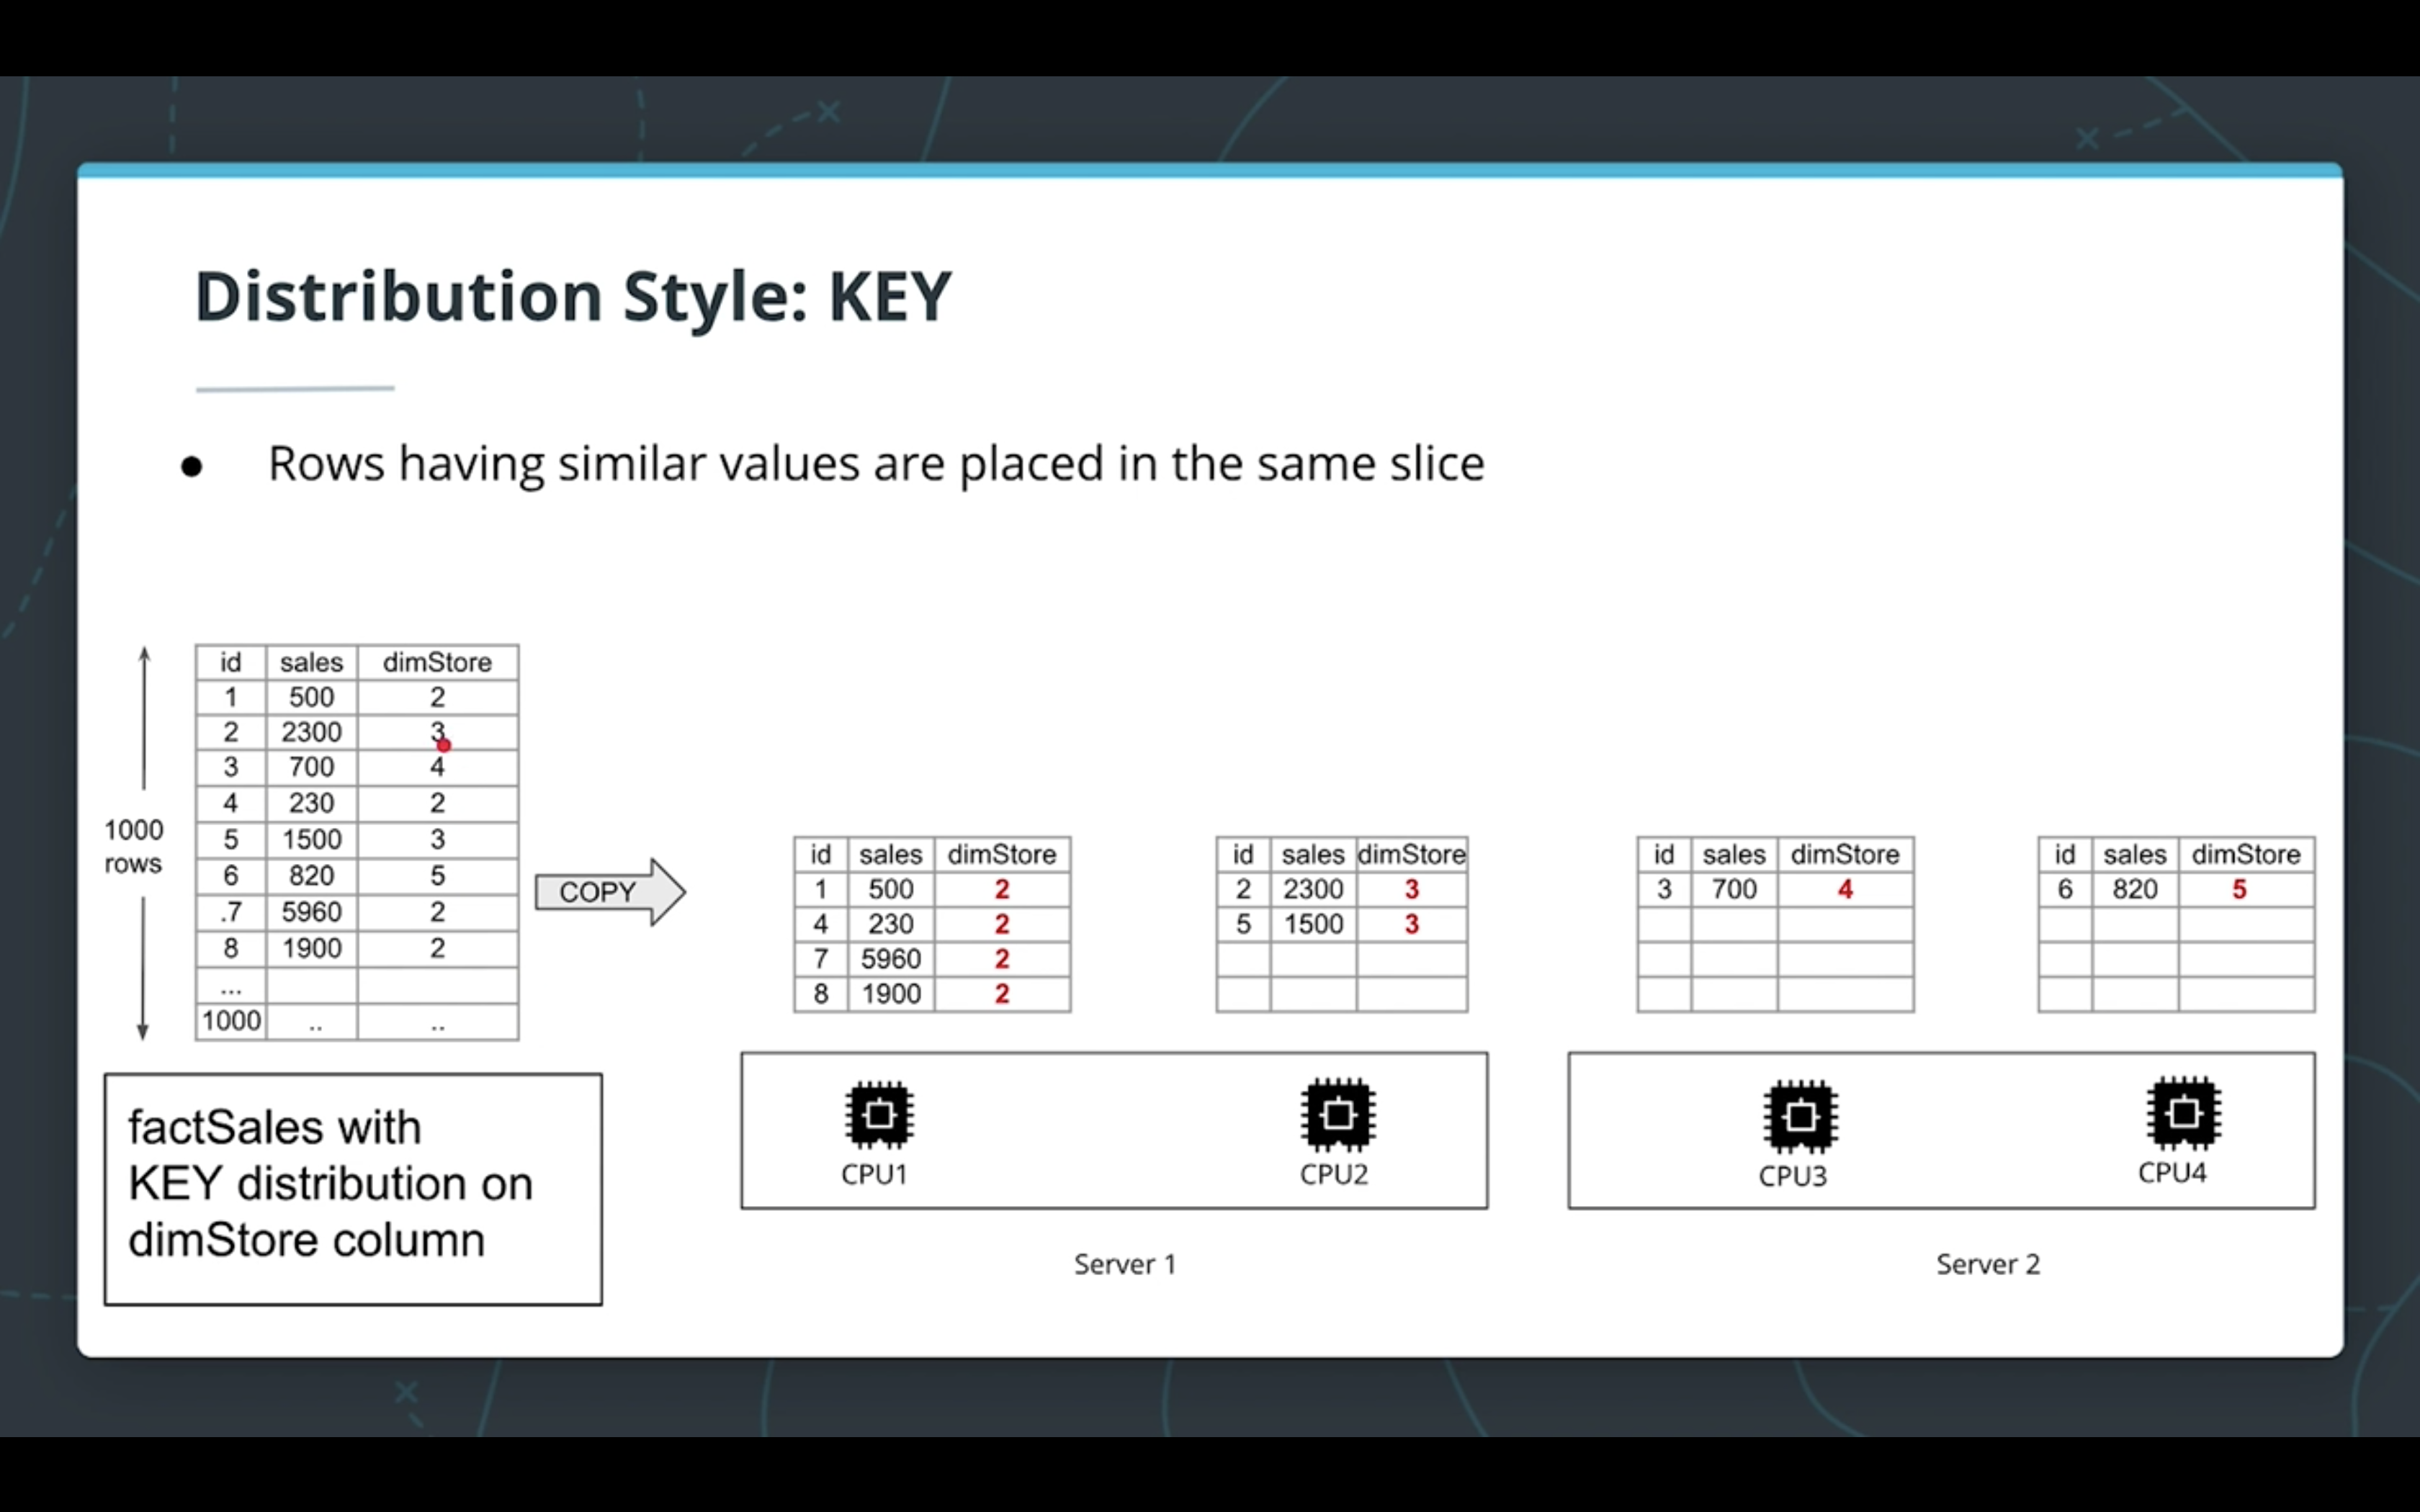 Distribution Style: KEY
● Rows having similar values are placed in the same slice
id sales dimStore
1 500 2
2 2300 3
3 700 4
4 230 2
5 1500 3
6 820 5
.7 5960 2
8 1900 2
...
1000 .. ..
1000
rows
COPY
id sales dimStore
1 500 2
4 230 2
7 5960 2
8 1900 2
id sales dimStore
2 2300 3
5 1500 3
id sales dimStore
3 700 4
id sales dimStore
6 820 5
factSales with
KEY distribution on
dimStore column
CPU1
CPU2
CPU3
CPU4
Server 1
Server 2